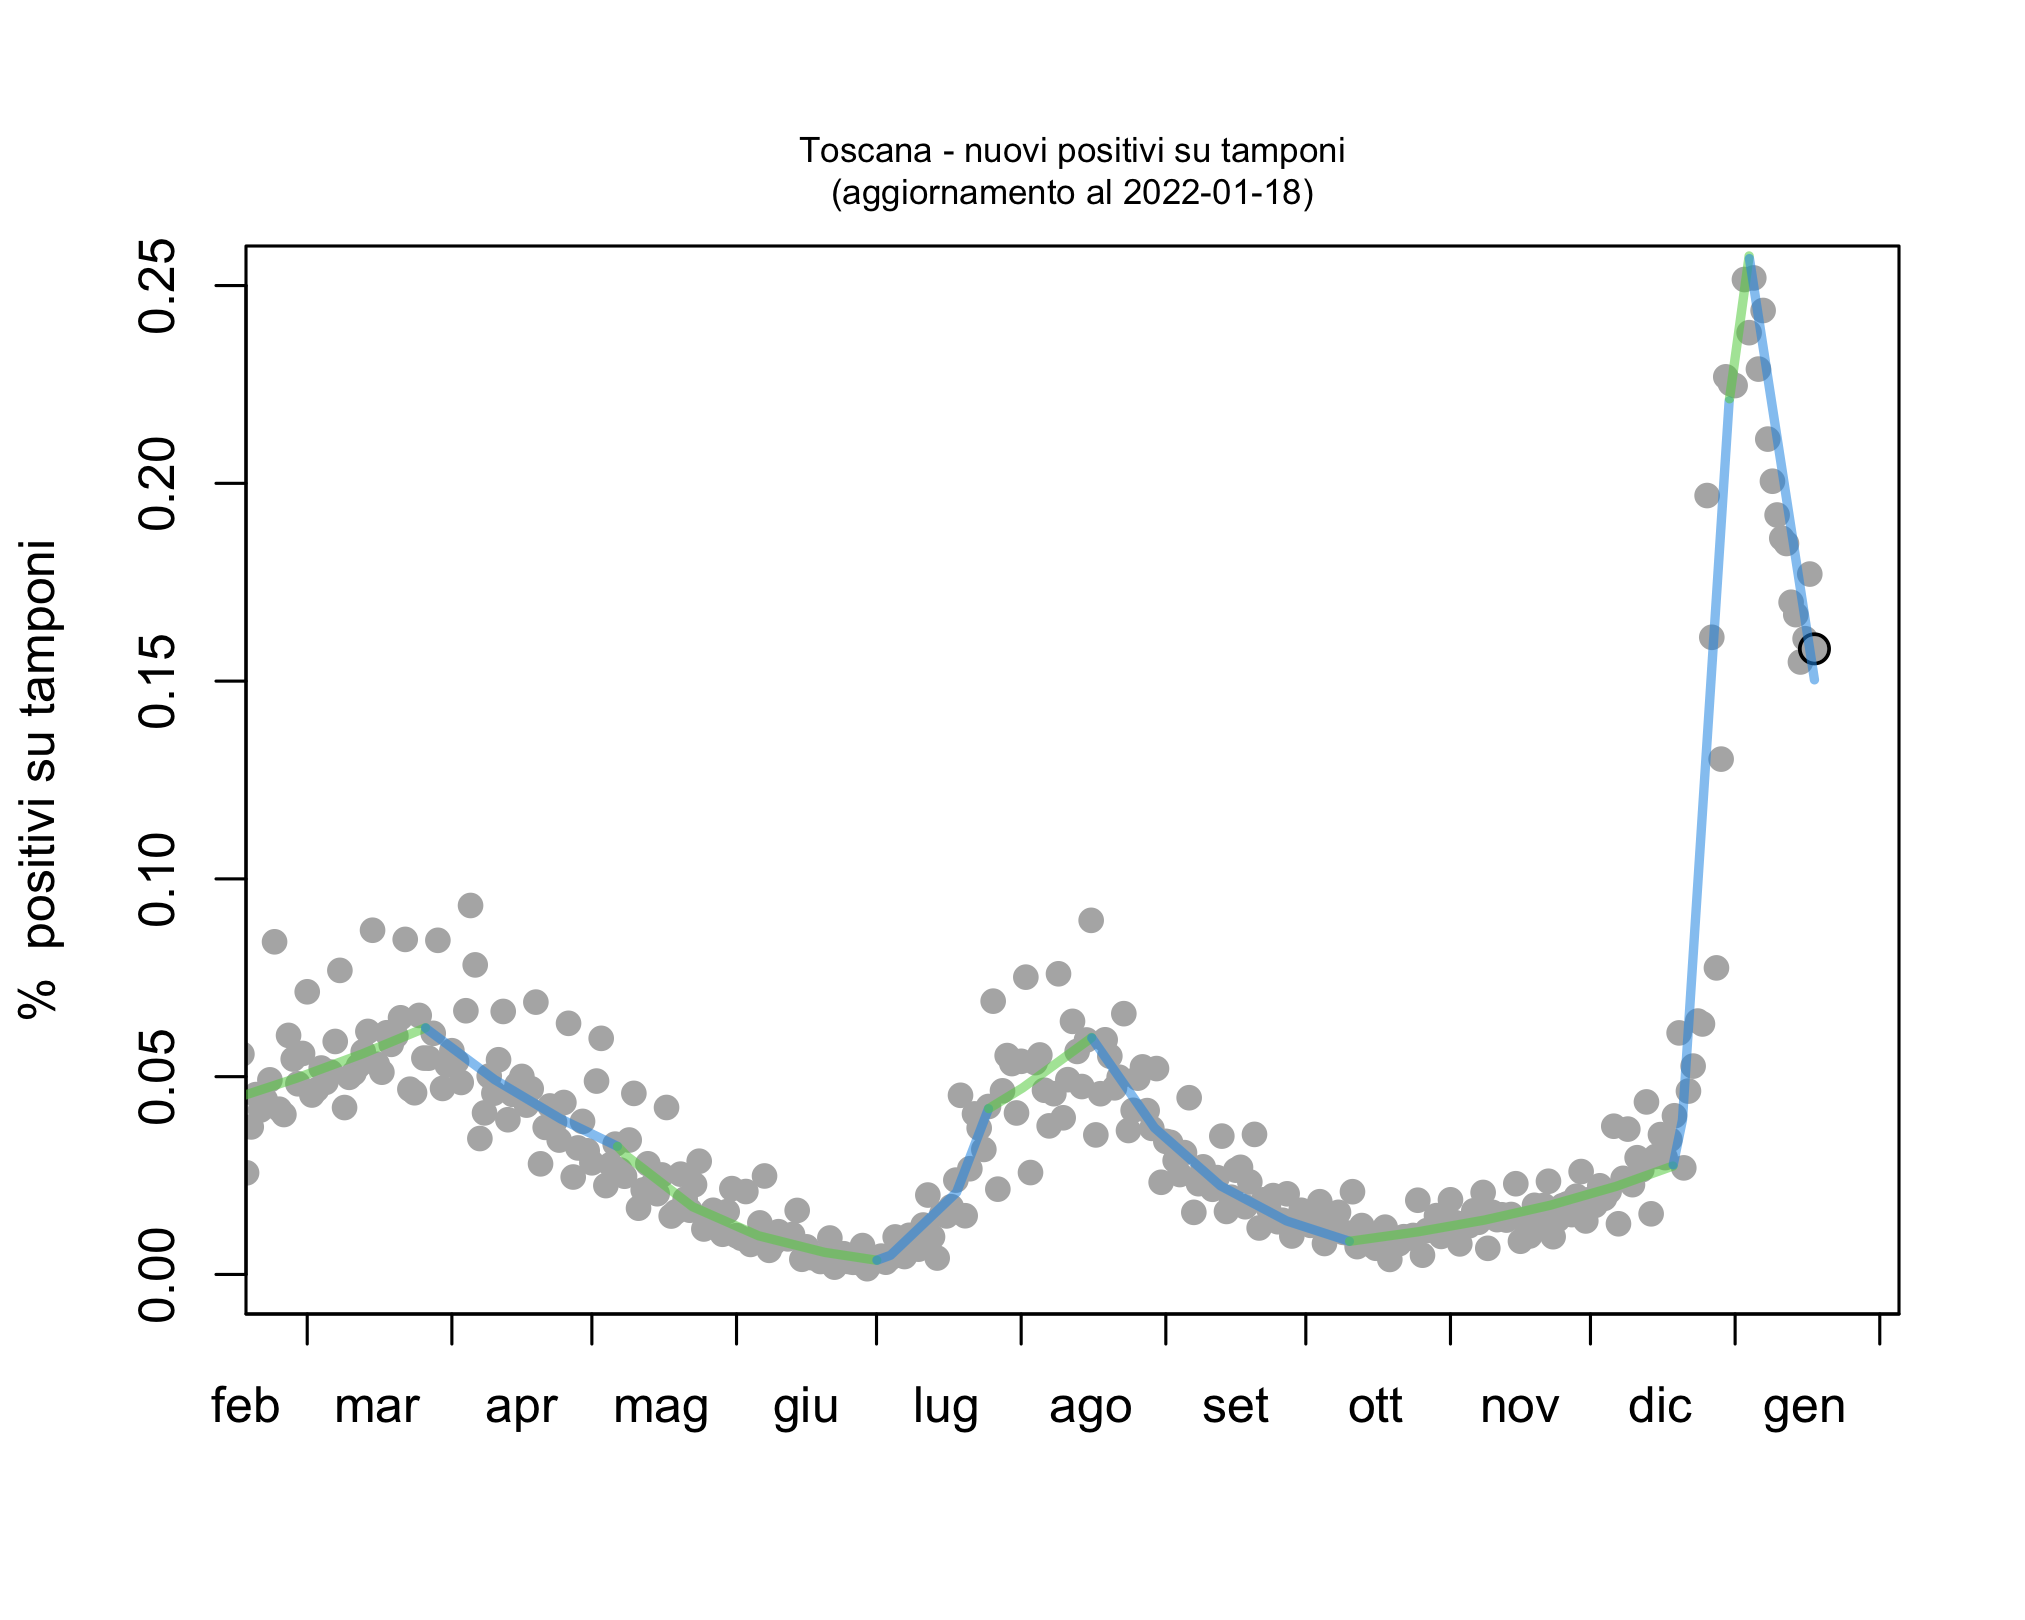 Toscana - nuovi positivi su tamponi
(aggiornamento al 2022-01-18)
% positivi su tamponi
0.25
0.20
0.15
0.10
0.05
0.00
feb mar apr mag giu lug ago set ott nov dic gen